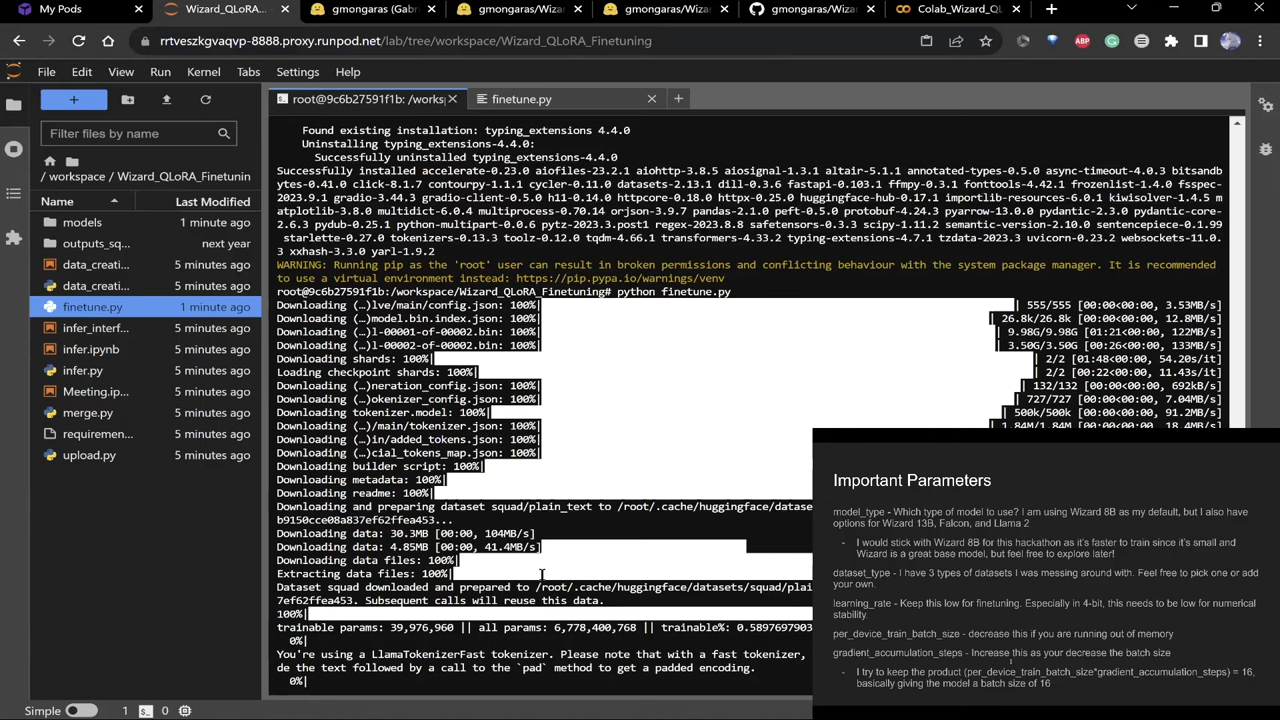 My Pods
Wizard_QLoRA...
gmongaras (Gabri
gmongaras/Wiza
gmongaras/Wiza
gmongaras/Wiza
Colab_Wizard_QL
rrtveszkgvaqvp-8888.proxy.runpod.net/lab/tree/workspace/Wizard_QLoRA_Finetuning
File Edit View Run Kernel Tabs Settings Help
root@9c6b27591f1b: /works
finetune.py
Filter files by name
/ workspace / Wizard_QLoRA_Finetunin
Name Last Modified
models 1 minute ago
outputs_sq... next year
data_creati... 5 minutes ago
data_creati... 5 minutes ago
finetune.py 1 minute ago
infer_interf... 5 minutes ago
infer.ipynb 5 minutes ago
infer.py 5 minutes ago
Meeting.ip... 5 minutes ago
merge.py 5 minutes ago
requiremen... 5 minutes ago
upload.py 5 minutes ago
Found existing installation: typing_extensions 4.4.0
Uninstalling typing_extensions-4.4.0:
Successfully uninstalled typing_extensions-4.4.0
Successfully installed accelerate-0.23.0 aiofiles-23.2.1 aiohttp-3.8.5 aiosignal-1.3.1 altair-5.1.1 annotated-types-0.5.0 async-timeout-4.0.3 bitsandb
ytes-0.41.0 click-8.1.7 contourpy-1.1.1 cycler-0.11.0 datasets-2.13.1 dill-0.3.6 fastapi-0.103.1 ffmpy-0.3.1 fonttools-4.42.1 frozenlist-1.4.0 fsspec-
2023.9.1 gradio-3.44.3 gradio-client-0.5.0 h11-0.14.0 httpcore-0.18.0 httpx-0.25.0 huggingface-hub-0.17.1 importlib-resources-6.0.1 kiwisolver-1.4.5 m
atplotlib-3.8.0 multidict-6.0.4 multiprocess-0.70.14 orjson-3.9.7 pandas-2.1.0 peft-0.5.0 protobuf-4.24.3 pyarrow-13.0.0 pydantic-2.3.0 pydantic-core-
2.6.3 pydub-0.25.1 python-multipart-0.0.6 pytz-2023.3.post1 regex-2023.8.8 safetensors-0.3.3 scipy-1.11.2 semantic-version-2.10.0 sentencepiece-0.1.99
starlette-0.27.0 tokenizers-0.13.3 toolz-0.12.0 tqdm-4.66.1 transformers-4.33.2 typing-extensions-4.7.1 tzdata-2023.3 uvicorn-0.23.2 websockets-11.0.
3 xxhash-3.3.0 yarl-1.9.2
WARNING: Running pip as the 'root' user can result in broken permissions and conflicting behaviour with the system package manager. It is recommended
to use a virtual environment instead: https://pip.pypa.io/warnings/venv
root@9c6b27591f1b:/workspace/Wizard_QLoRA_Finetuning# python finetune.py
Downloading (…)lve/main/config.json: 100%| | 555/555 [00:00<00:00, 3.53MB/s]
Downloading (…)model.bin.index.json: 100%| | 26.8k/26.8k [00:00<00:00, 12.8MB/s]
Downloading (…)l-00001-of-00002.bin: 100%| | 9.98G/9.98G [01:21<00:00, 122MB/s]
Downloading (…)l-00002-of-00002.bin: 100%| | 3.50G/3.50G [00:26<00:00, 133MB/s]
Downloading shards: 100%| | 2/2 [01:48<00:00, 54.20s/it]
Loading checkpoint shards: 100%| | 2/2 [00:22<00:00, 11.43s/it]
Downloading (…)neration_config.json: 100%| | 132/132 [00:00<00:00, 692kB/s]
Downloading (…)okenizer_config.json: 100%| | 727/727 [00:00<00:00, 7.04MB/s]
Downloading tokenizer.model: 100%| | 500k/500k [00:00<00:00, 91.2MB/s]
Downloading (…)/main/tokenizer.json: 100%| | 1.84M/1.84M [00:00<00:00, 18.4MB/s]
Downloading (…)in/added_tokens.json: 100%|
Downloading (…)cial_tokens_map.json: 100%|
Downloading builder script: 100%|
Downloading metadata: 100%|
Downloading readme: 100%|
Downloading and preparing dataset squad/plain_text to /root/.cache/huggingface/datase
b9150cce08a837ef62ffea453...
Downloading data: 30.3MB [00:00, 104MB/s]
Downloading data: 4.85MB [00:00, 41.4MB/s]
Downloading data files: 100%|
Extracting data files: 100%|
Dataset squad downloaded and prepared to /root/.cache/huggingface/datasets/squad/plai
7ef62ffea453. Subsequent calls will reuse this data.
100%|
trainable params: 39,976,960 || all params: 6,778,400,768 || trainable%: 0.5897697903
0%|
You're using a LlamaTokenizerFast tokenizer. Please note that with a fast tokenizer,
de the text followed by a call to the `pad` method to get a padded encoding.
0%|
Important Parameters
model_type - Which type of model to use? I am using Wizard 8B as my default, but I also have
options for Wizard 13B, Falcon, and Llama 2
- I would stick with Wizard 8B for this hackathon as it's faster to train since it's small and
Wizard is a great base model, but feel free to explore later!
dataset_type - I have 3 types of datasets I was messing around with. Feel free to pick one or add
your own.
learning_rate - Keep this low for finetuning. Especially in 4-bit, this needs to be low for numerical
stability.
per_device_train_batch_size - decrease this if you are running out of memory
gradient_accumulation_steps - Increase this as your decrease the batch size
- I try to keep the product (per_device_train_batch_size*gradient_accumulation_steps) = 16,
basically giving the model a batch size of 16
Simple 1 0